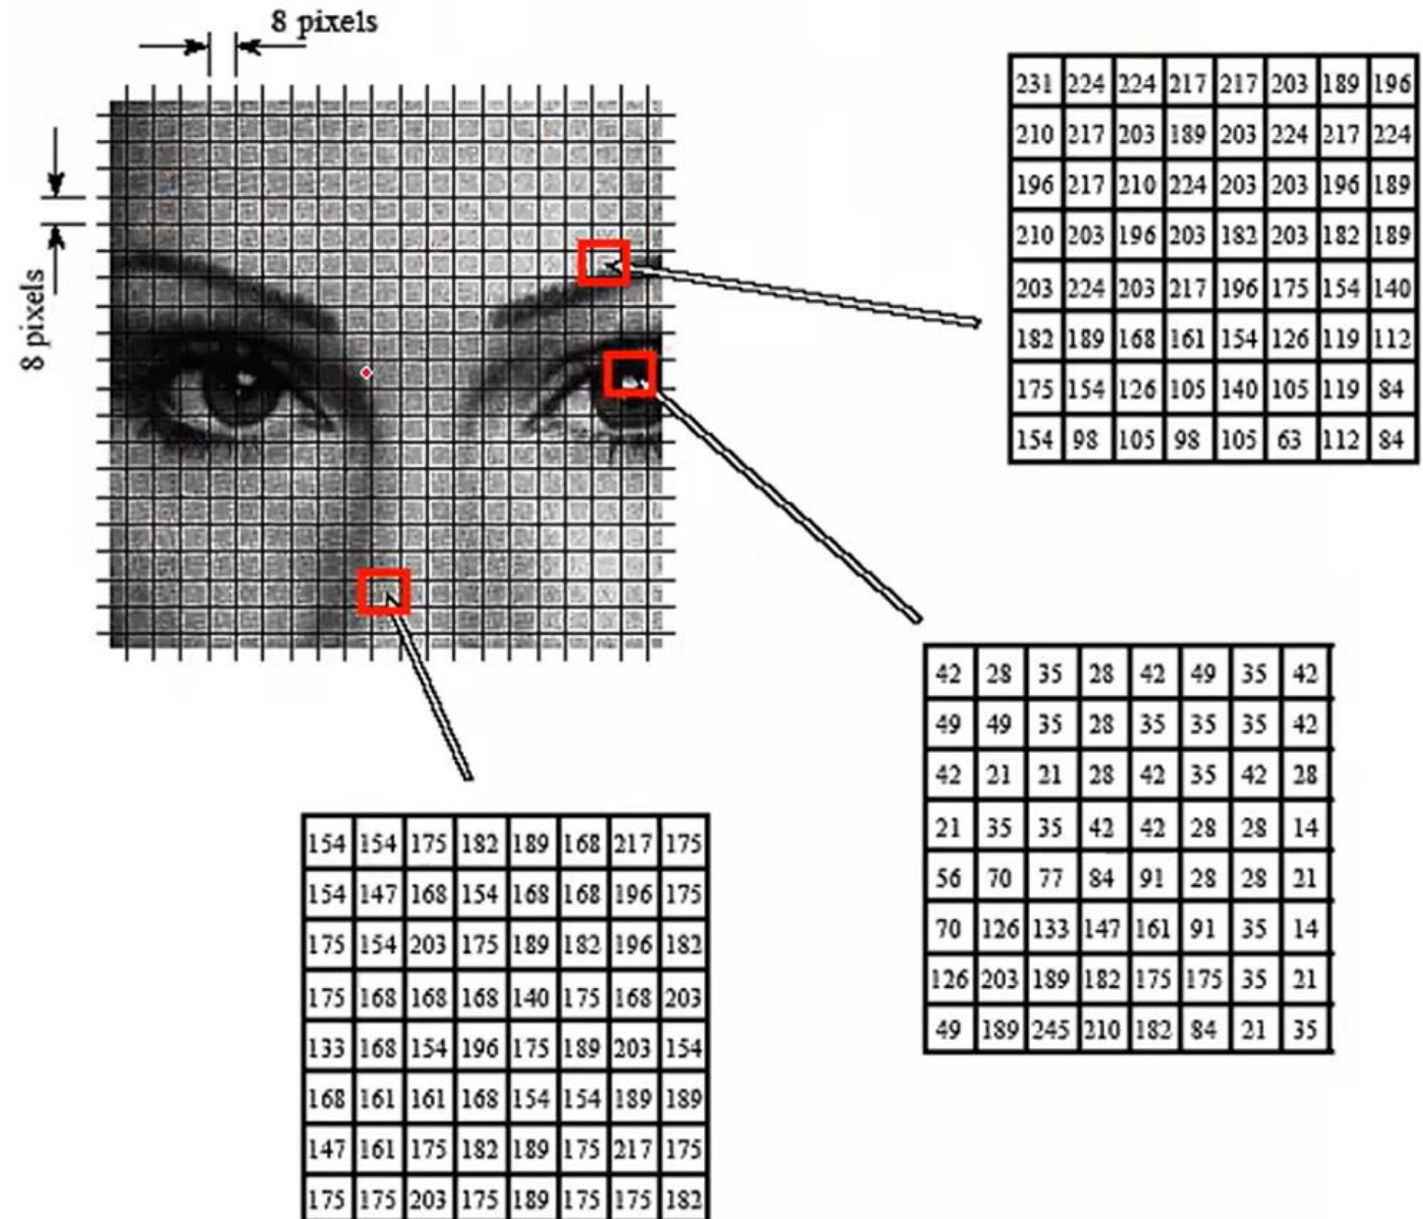 8 pixels
8 pixels
231 224 224 217 217 203 189 196
210 217 203 189 203 224 217 224
196 217 210 224 203 203 196 189
210 203 196 203 182 203 182 189
203 224 203 217 196 175 154 140
182 189 168 161 154 126 119 112
175 154 126 105 140 105 119 84
154 98 105 98 105 63 112 84
42 28 35 28 42 49 35 42
49 49 35 28 35 35 35 42
42 21 21 28 42 35 42 28
21 35 35 42 42 28 28 14
56 70 77 84 91 28 28 21
70 126 133 147 161 91 35 14
126 203 189 182 175 175 35 21
49 189 245 210 182 84 21 35
154 154 175 182 189 168 217 175
154 147 168 154 168 168 196 175
175 154 203 175 189 182 196 182
175 168 168 168 140 175 168 203
133 168 154 196 175 189 203 154
168 161 161 168 154 154 189 189
147 161 175 182 189 175 217 175
175 175 203 175 189 175 175 182